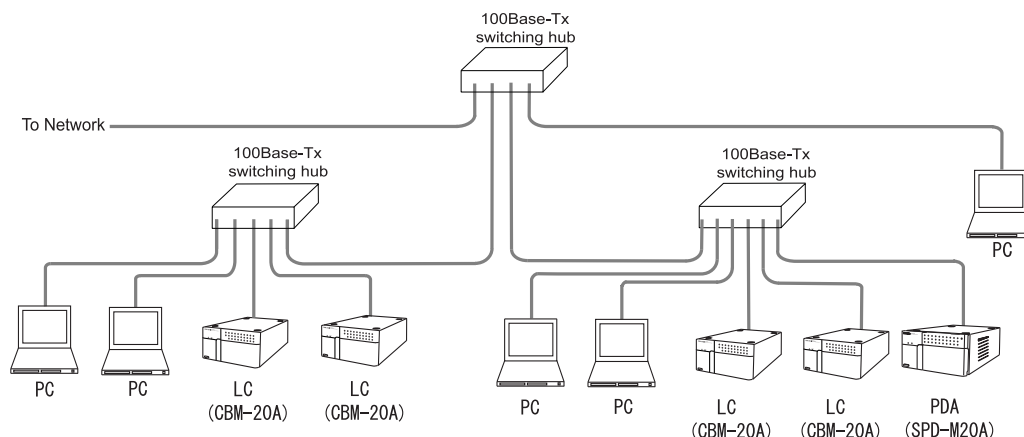 100Base-Tx
switching hub
To Network
100Base-Tx
switching hub
100Base-Tx
switching hub
PC
PC
PC
LC
(CBM-20A)
LC
(CBM-20A)
PC
PC
LC
(CBM-20A)
LC
(CBM-20A)
PDA
(SPD-M20A)